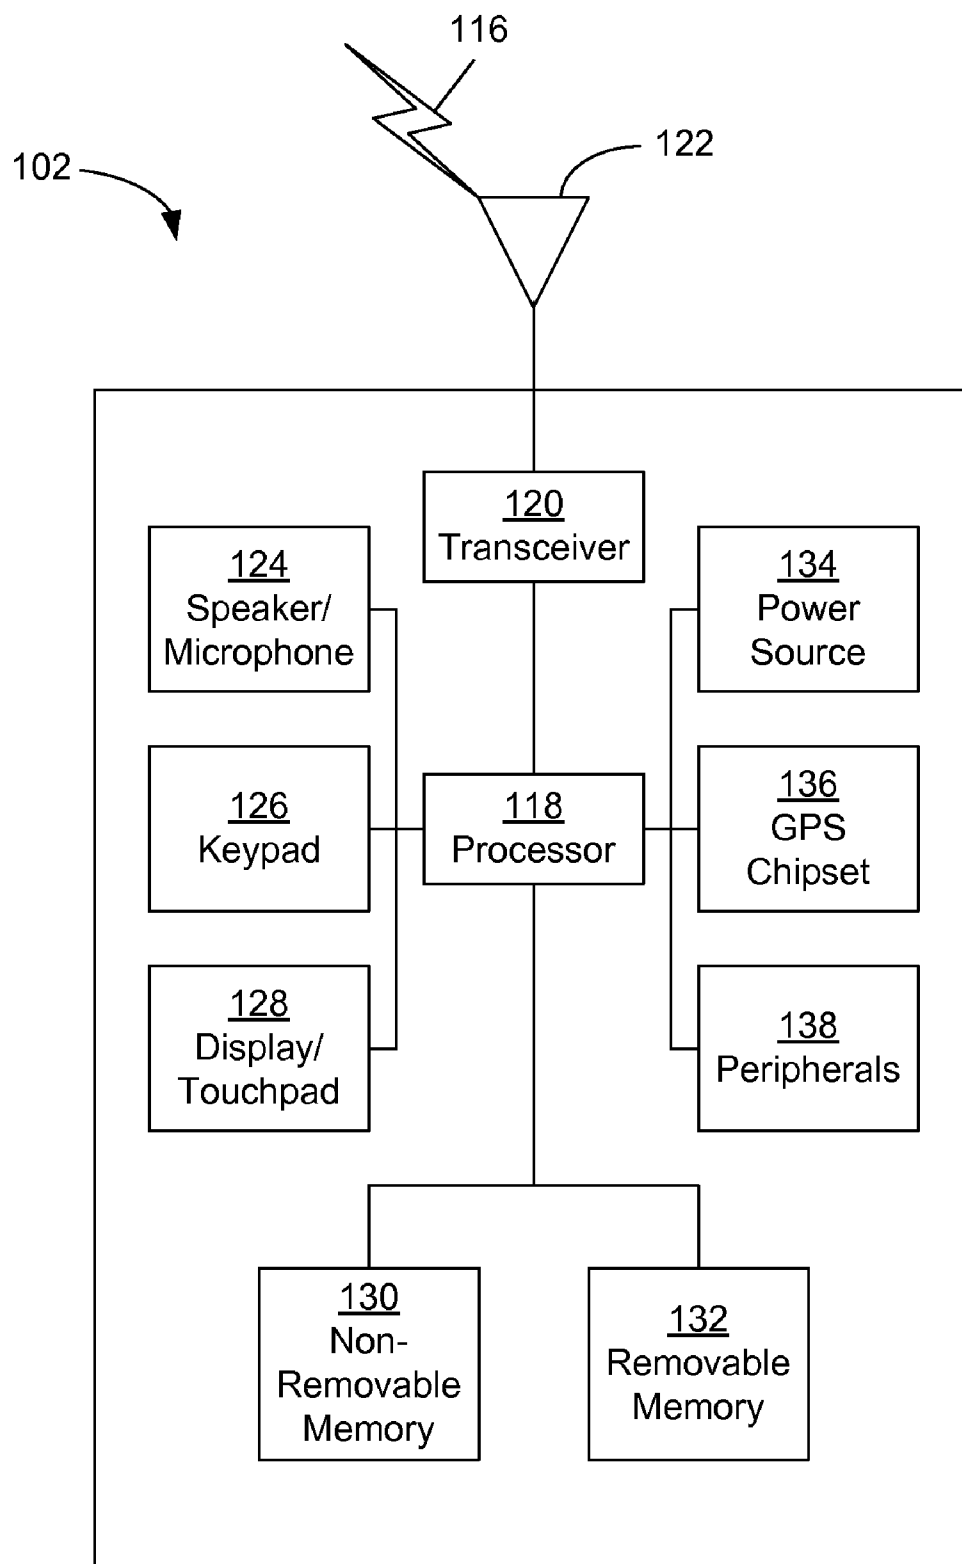 116
122
102
120
Transceiver
124
Speaker/
Microphone
134
Power
Source
126
Keypad
118
Processor
136
GPS
Chipset
128
Display/
Touchpad
138
Peripherals
130
Non-
Removable
Memory
132
Removable
Memory